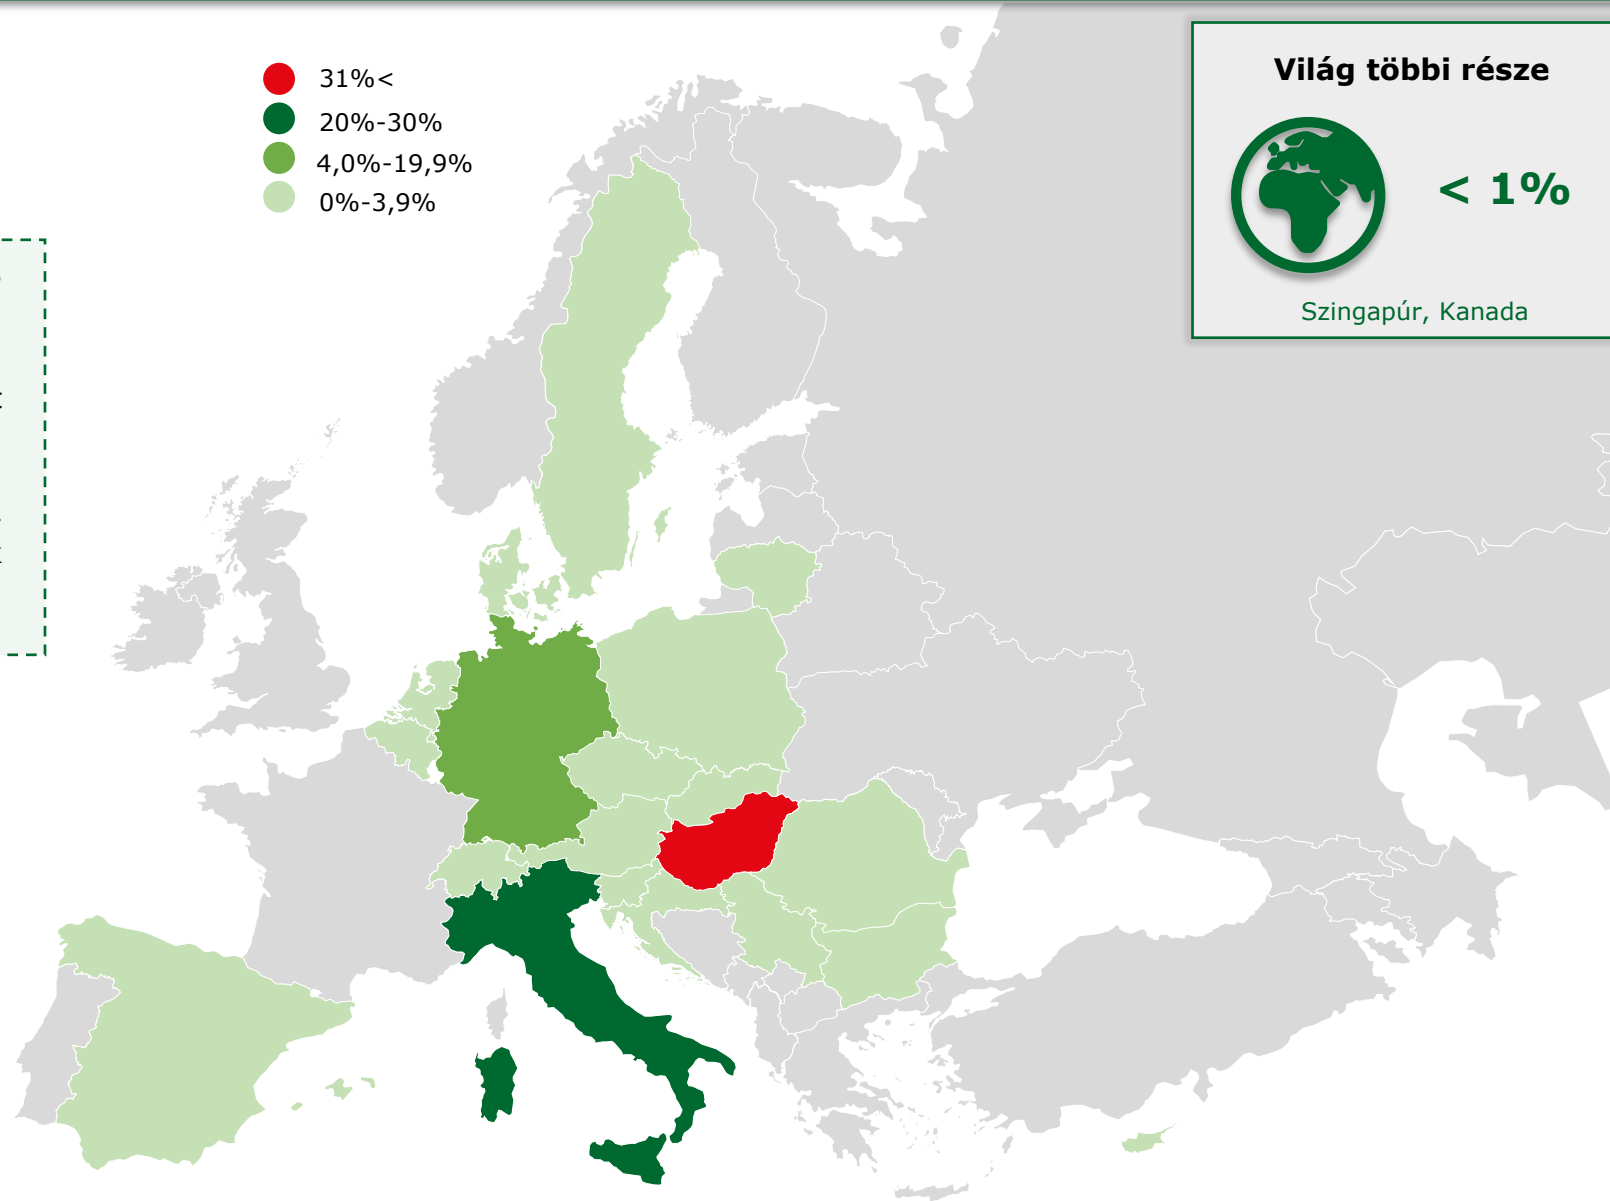 31%<
20%-30%
4,0%-19,9%
0%-3,9%
Világ többi része
< 1%
Szingapúr, Kanada